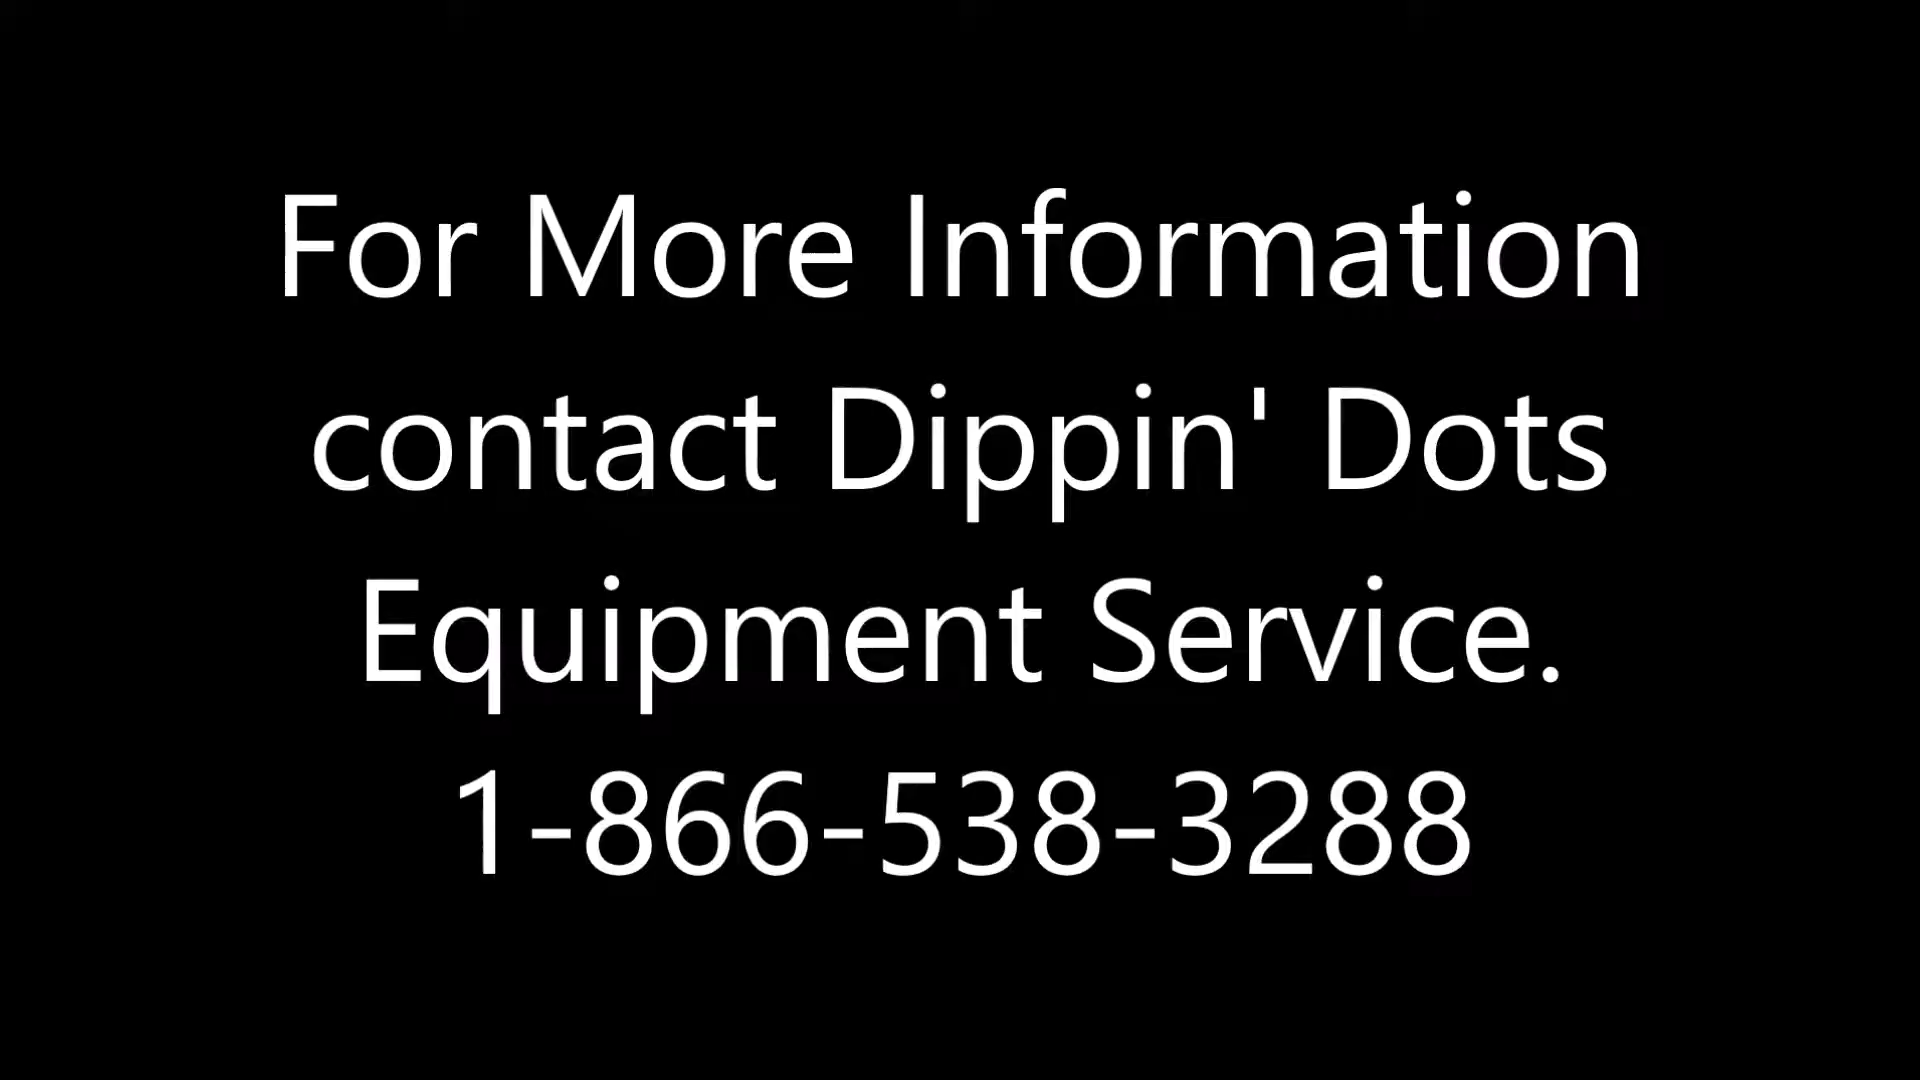 For More Information
contact Dippin' Dots
Equipment Service.
1-866-538-3288